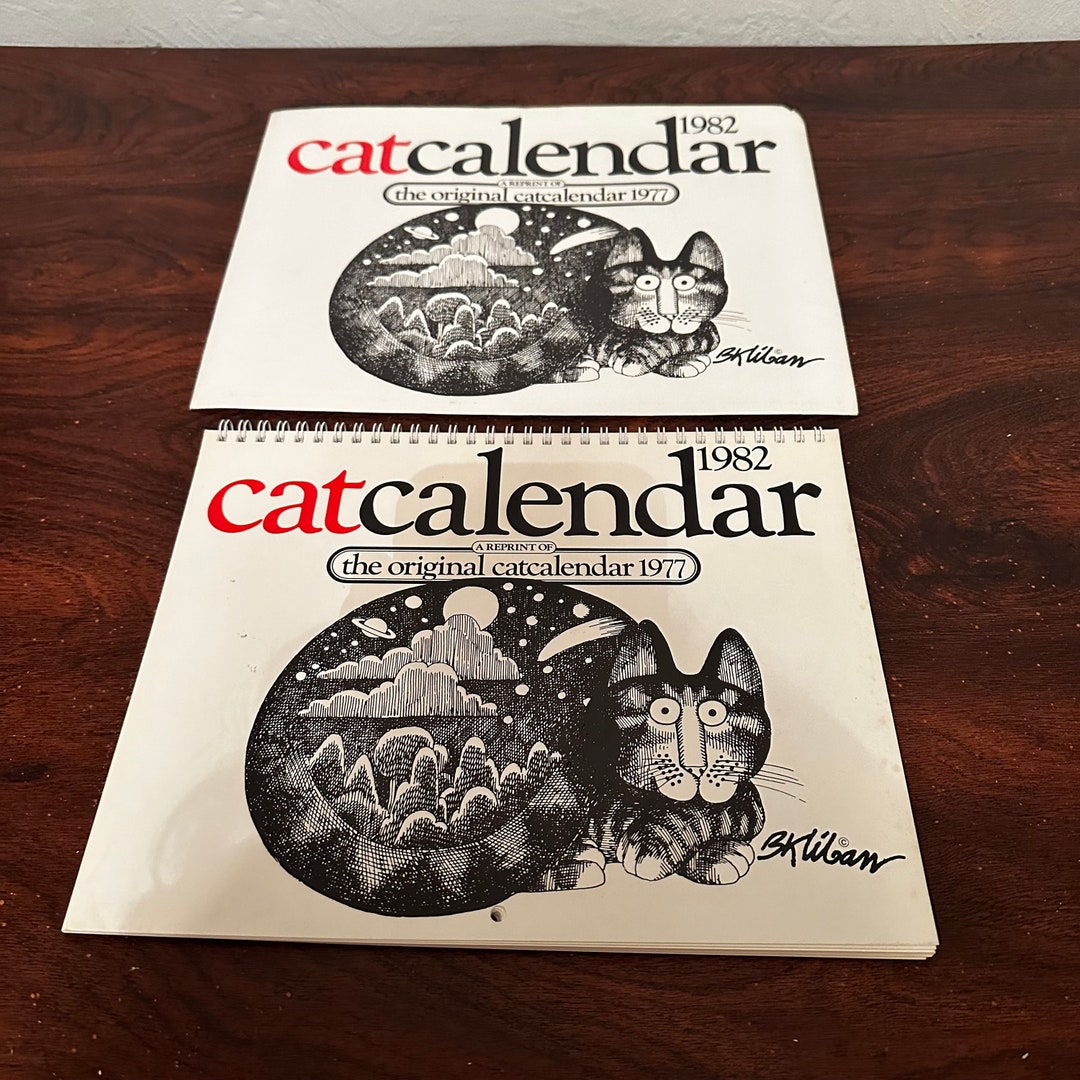 catcalendar 1982
A REPRINT OF
the original catcalendar 1977
BKliban ©
catcalendar 1982
A REPRINT OF
the original catcalendar 1977
BKliban ©